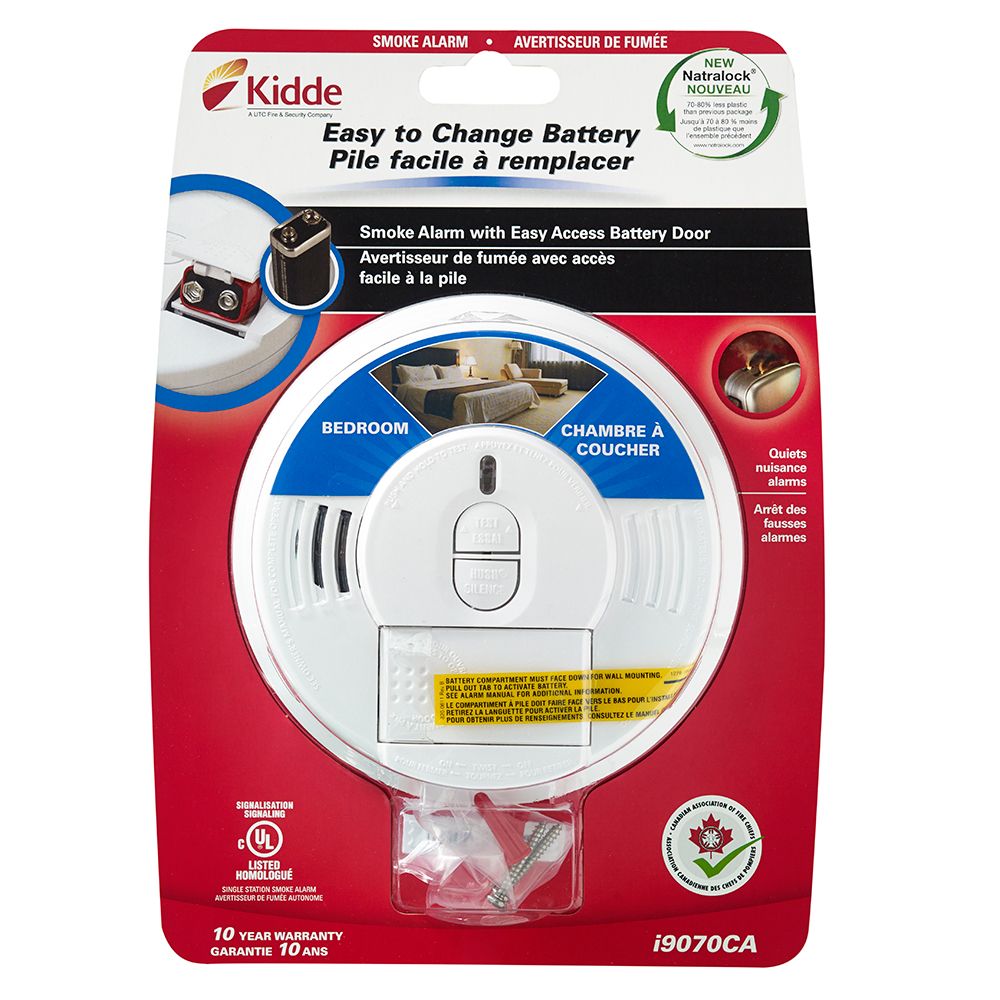 SMOKE ALARM • AVERTISSEUR DE FUMÉE
Kidde
A UTC Fire & Security Company
NEW
Natralock®
NOUVEAU
70-80% less plastic
than previous package
Jusqu'à 70 à 80 % moins
de plastique que
l'ensemble précédent
www.natralock.com
Easy to Change Battery
Pile facile à remplacer
Smoke Alarm with Easy Access Battery Door
Avertisseur de fumée avec accès
facile à la pile
BEDROOM
CHAMBRE À
COUCHER
Quiets
nuisance
alarms
Arrêt des
fausses
alarmes
AND HOLD TO TEST
TEST
ESSAI
HUSH
SILENCE
BATTERY COMPARTMENT MUST FACE DOWN FOR WALL MOUNTING.
PULL OUT TAB TO ACTIVATE BATTERY.
SEE ALARM MANUAL FOR ADDITIONAL INFORMATION.
LE COMPARTIMENT À PILE DOIT FAIRE FACE VERS LE BAS POUR
RETIREZ LA LANGUETTE POUR ACTIVER LA PILE.
POUR OBTENIR PLUS DE RENSEIGNEMENTS, CONSULTEZ LE MANUEL
SIGNALISATION
SIGNALING
C UL
LISTED
HOMOLOGUÉ
SINGLE STATION SMOKE ALARM
AVERTISSEUR DE FUMÉE AUTONOME
CANADIAN ASSOCIATION OF FIRE CHIEFS
ASSOCIATION CANADIENNE DES CHEFS DE POMPIERS
10 YEAR WARRANTY
GARANTIE 10 ANS
i9070CA